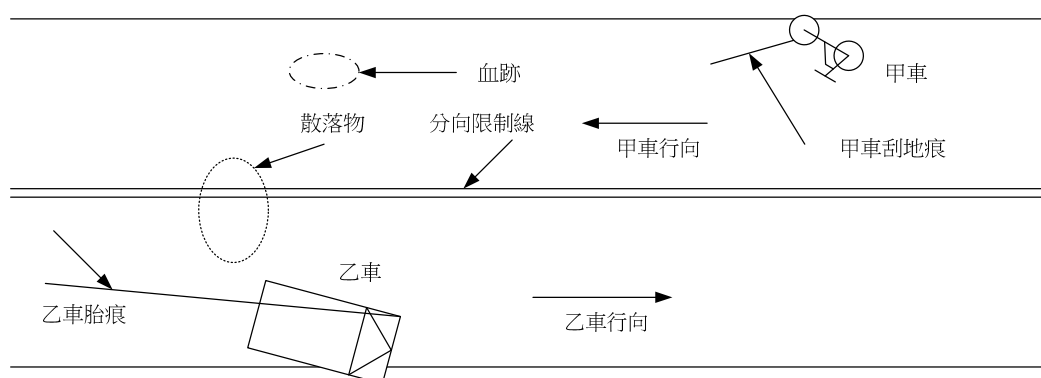 血跡
甲車
散落物
分向限制線
甲車行向
甲車刮地痕
乙車
乙車胎痕
乙車行向